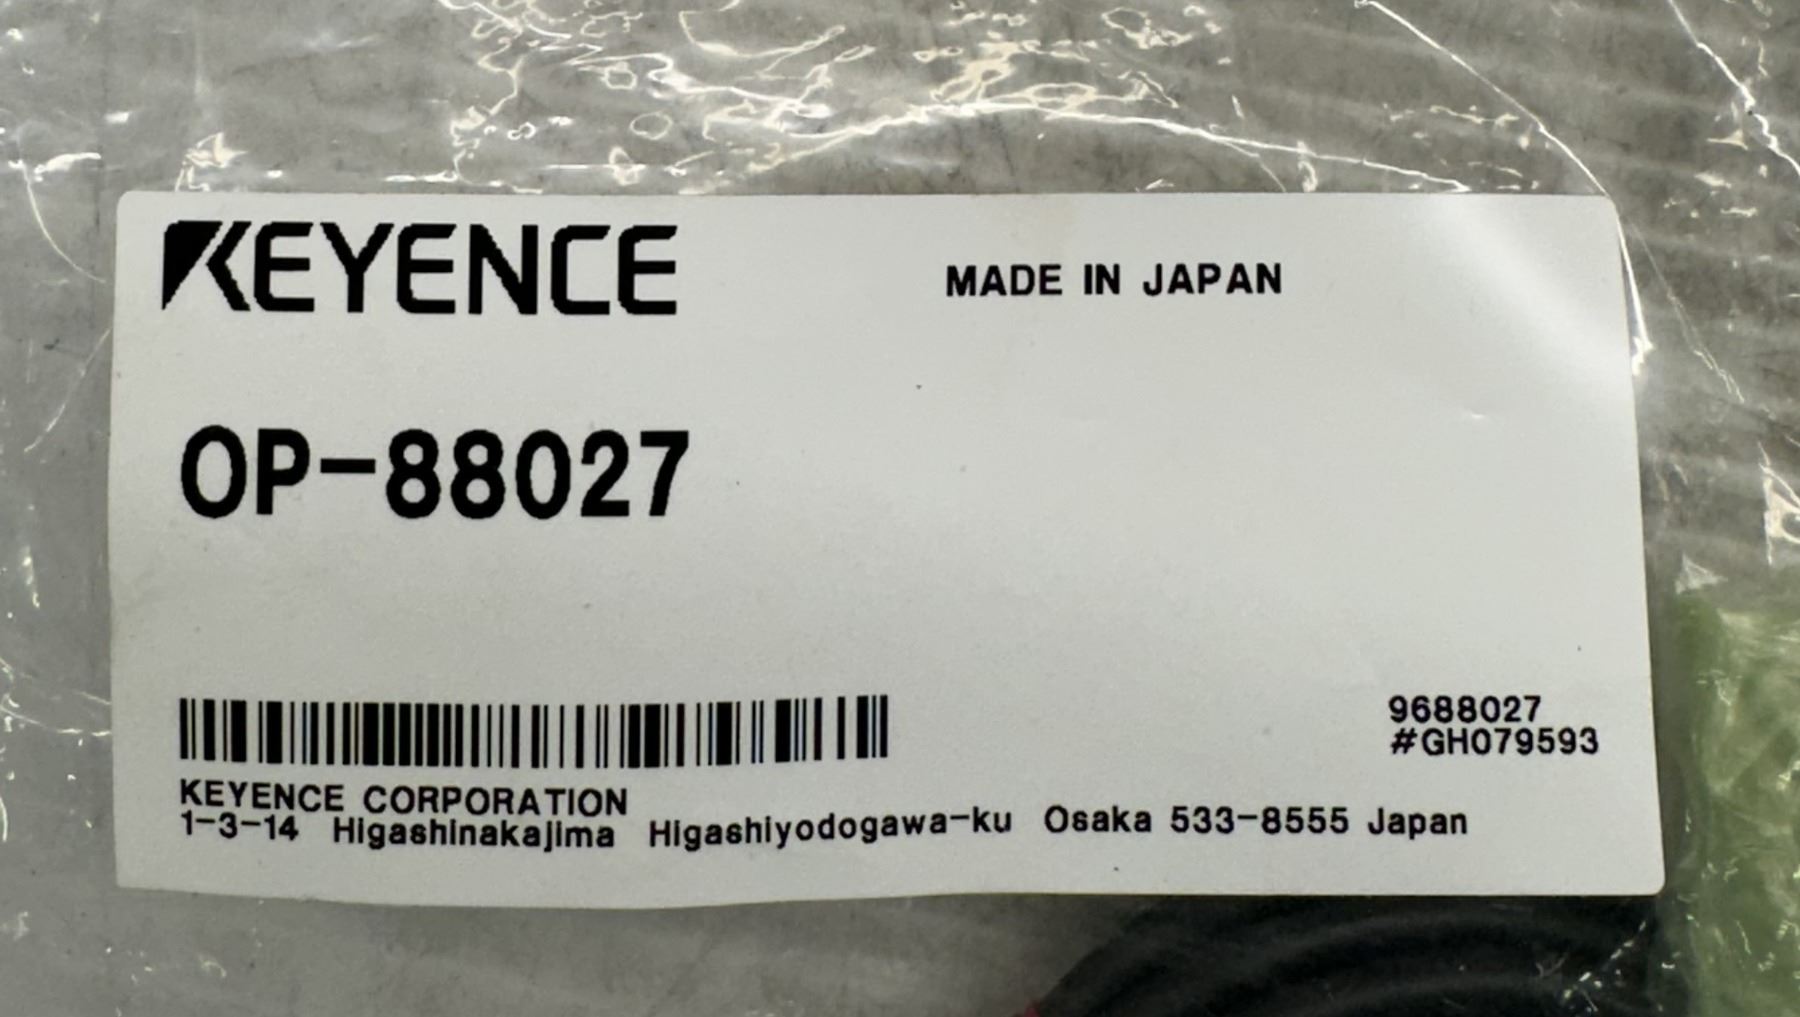 KEYENCE MADE IN JAPAN
OP-88027
9688027
#GH079593
KEYENCE CORPORATION
1-3-14 Higashinakajima Higashiyodogawa-ku Osaka 533-8555 Japan